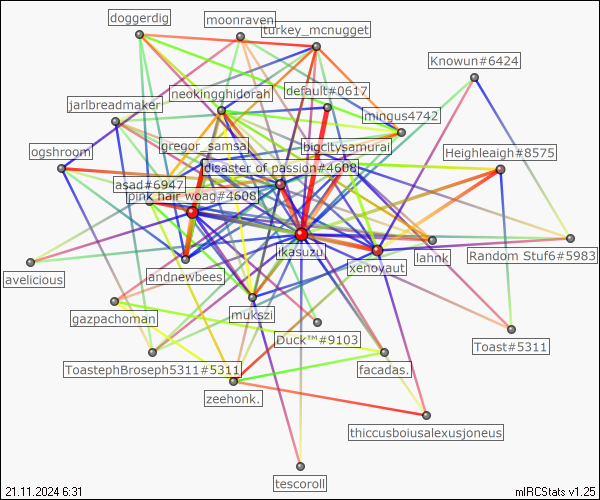 doggerdig
moonraven
turkey_mcnugget
Knowun#6424
neokingghidorah
default#0617
jarlbreadmaker
mingus4742
gregor_samsa|
bigcitysamurai
ogshroom
Heighleaigh#8575
disaster of passion#4608
asad#6947
pink hair woag#4608
ikasuzu
lahnk
Random Stuf6#5983
xenoyaut
avelicious
andnewbees
mukszi
gazpachoman
Duck™#9103
Toast#5311
ToastephBroseph5311#5311
facadas.
zeehonk.
thiccusboiusalexusjoneus
tescoroll
21.11.2024 6:31
mIRCStats v1.25